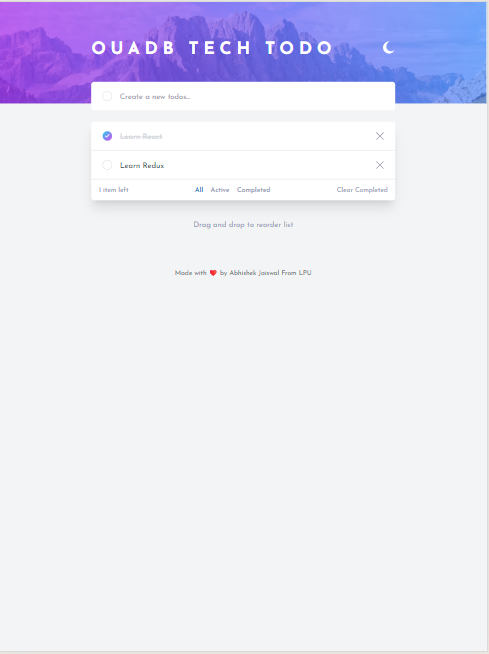 OUADB TECH TODO
Create a new todos..
Learn React
Learn Redux
1 item left All Active Completed Clear Completed
Drag and drop to reorder list
Made with ❤️ by Abhishek Jaiswal From LPU